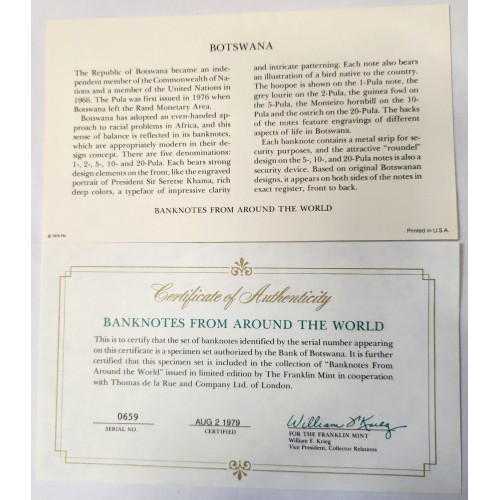 BOTSWANA
The Republic of Botswana became an inde-
pendent member of the Commonwealth of Na-
tions and a member of the United Nations in
1966. The Pula was first issued in 1976 when
Botswana left the Rand Monetary Area.
Botswana has adopted an even-handed ap-
proach to racial problems in Africa, and this
sense of balance is reflected in its banknotes,
which are appropriately modern in their de-
sign concept. There are five denominations:
1-, 2-, 5-, 10- and 20-Pula. Each bears strong
design elements on the front, like the engraved
portrait of President Sir Seretse Khama, rich
deep colors, a typeface of impressive clarity
and intricate patterning. Each note also bears
an illustration of a bird native to the country.
The hoopoe is shown on the 1-Pula note, the
grey lourie on the 2-Pula, the guinea fowl on
the 5-Pula, the Monteiro hornbill on the 10-
Pula and the ostrich on the 20-Pula. The backs
of the notes feature engravings of different
aspects of life in Botswana.
Each banknote contains a metal strip for se-
curity purposes, and the attractive "roundel"
design on the 5-, 10-, and 20-Pula notes is also a
security device. Based on original Botswanan
designs, it appears on both sides of the notes in
exact register, front to back.
BANKNOTES FROM AROUND THE WORLD
Printed in U.S.A.
Certificate of Authenticity
BANKNOTES FROM AROUND THE WORLD
This is to certify that the set of banknotes identified by the serial number appearing
on this certificate is a specimen set authorized by the Bank of Botswana. It is further
certified that this specimen set is included in the collection of "Banknotes From
Around the World" issued in limited edition by The Franklin Mint in cooperation
with Thomas de la Rue and Company Ltd. of London.
0659
SERIAL NO.
AUG 2 1979
CERTIFIED
William F Krieg
FOR THE FRANKLIN MINT
William F. Krieg
Vice President, Collector Relations